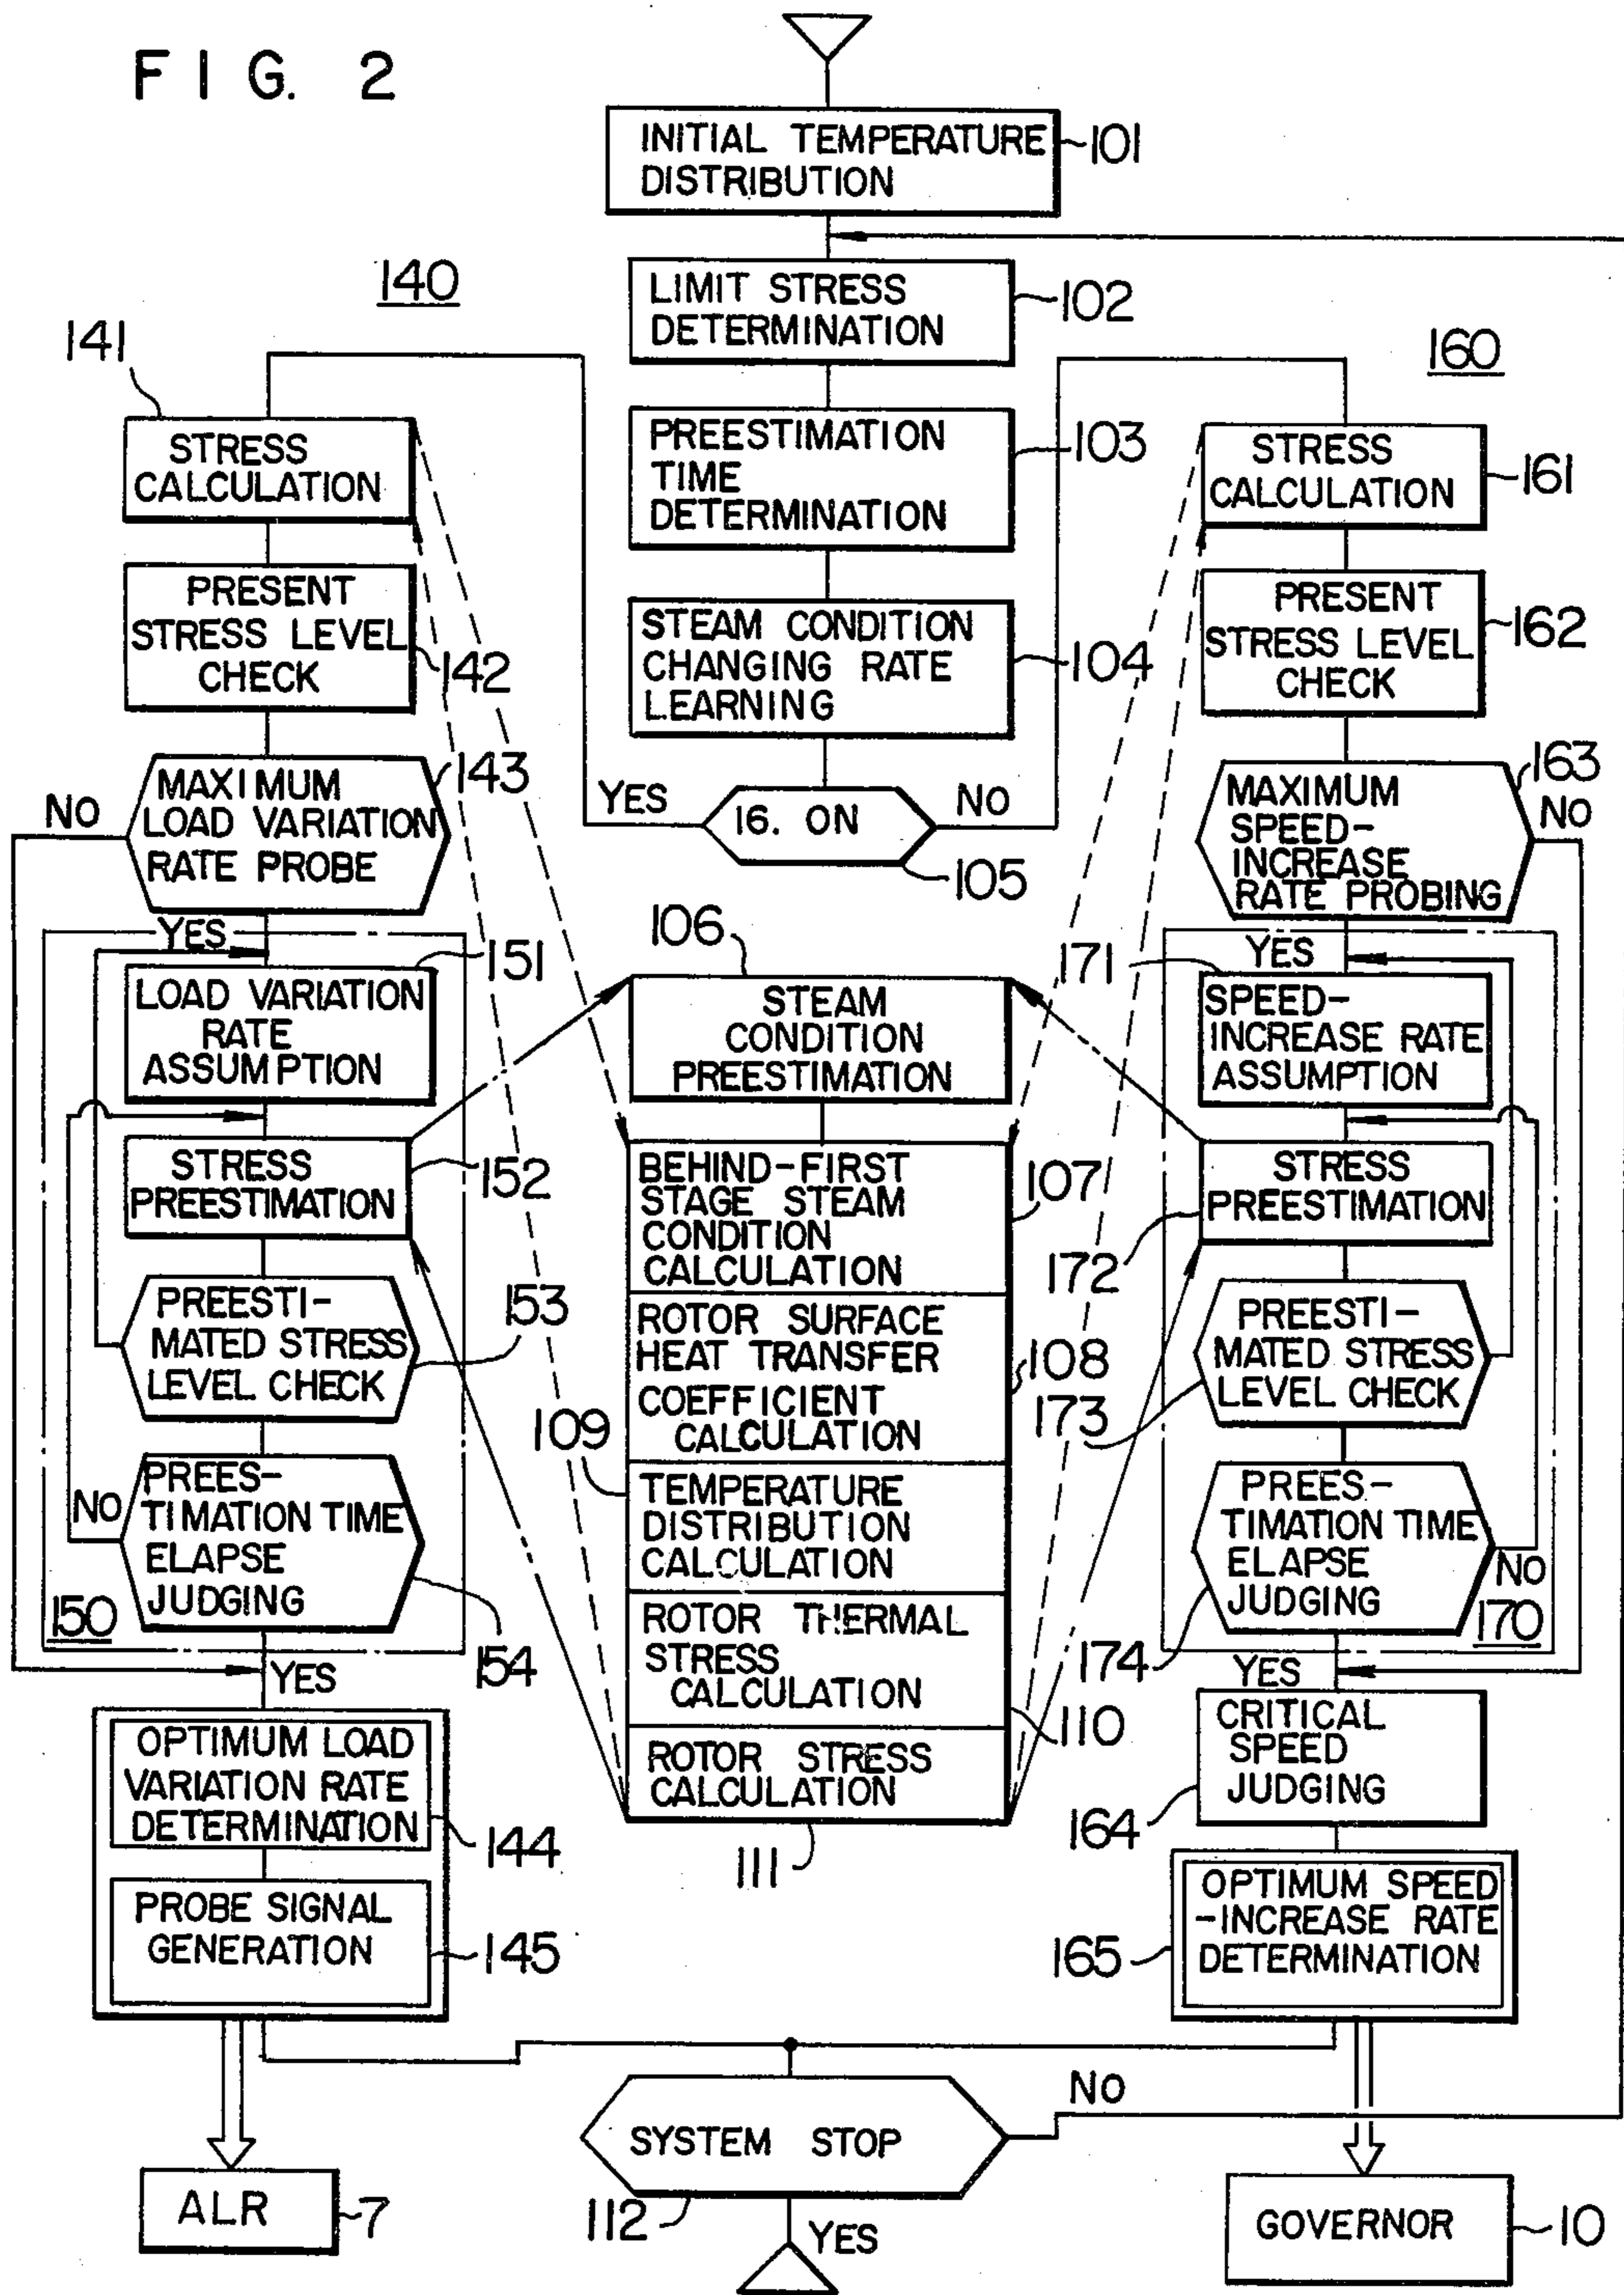 FIG. 2
INITIAL TEMPERATURE
DISTRIBUTION
101
LIMIT STRESS
DETERMINATION
102
PREESTIMATION
TIME
DETERMINATION
103
STEAM CONDITION
CHANGING RATE
LEARNING
104
YES
16. ON
NO
105
140
141
STRESS
CALCULATION
PRESENT
STRESS LEVEL
CHECK
142
MAXIMUM
LOAD VARIATION
RATE PROBE
143
NO
YES
151
LOAD VARIATION
RATE
ASSUMPTION
STRESS
PREESTIMATION
152
PREESTI-
MATED STRESS
LEVEL CHECK
153
PREES-
TIMATION TIME
ELAPSE
JUDGING
NO
150
154
YES
OPTIMUM LOAD
VARIATION RATE
DETERMINATION
144
PROBE SIGNAL
GENERATION
145
ALR
7
106
STEAM
CONDITION
PREESTIMATION
BEHIND-FIRST
STAGE STEAM
CONDITION
CALCULATION
107
ROTOR SURFACE
HEAT TRANSFER
COEFFICIENT
CALCULATION
108
109
TEMPERATURE
DISTRIBUTION
CALCULATION
ROTOR THERMAL
STRESS
CALCULATION
110
ROTOR STRESS
CALCULATION
111
160
STRESS
CALCULATION
161
PRESENT
STRESS LEVEL
CHECK
162
163
MAXIMUM
SPEED-
INCREASE
RATE PROBING
NO
YES
171
SPEED-
INCREASE RATE
ASSUMPTION
STRESS
PREESTIMATION
172
PREESTI-
MATED STRESS
LEVEL CHECK
173
PREES-
TIMATION TIME
ELAPSE
JUDGING
NO
170
174
YES
CRITICAL
SPEED
JUDGING
164
OPTIMUM SPEED
-INCREASE RATE
DETERMINATION
165
GOVERNOR
10
SYSTEM STOP
NO
112
YES